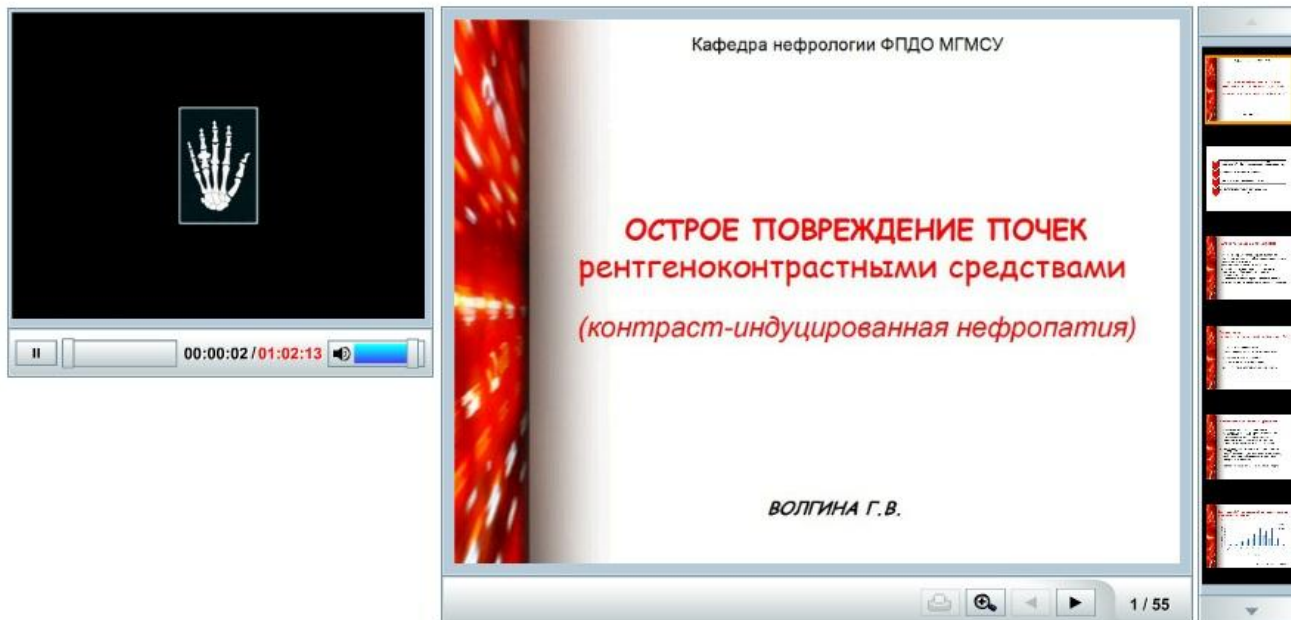 00:00:02/01:02:13
Кафедра нефрологии ФПДО МГМСУ
ОСТРОЕ ПОВРЕЖДЕНИЕ ПОЧЕК
рентгеноконтрастными средствами
(контраст-индуцированная нефропатия)
ВОЛГИНА Г.В.
1 / 55